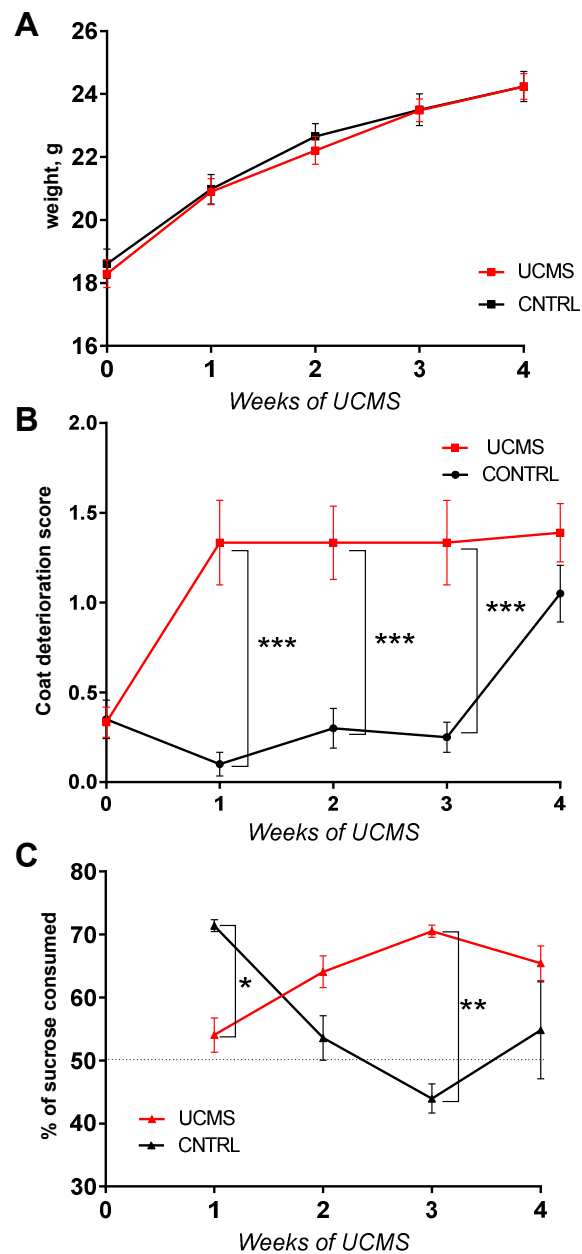 A
weight, g
26
24
22
20
18
16
UCMS
CNTRL
0 1 2 3 4
Weeks of UCMS
B
Coat deterioration score
2.0
1.5
1.0
0.5
0.0
UCMS
CONTRL
***
***
***
0 1 2 3 4
Weeks of UCMS
C
% of sucrose consumed
80
70
60
50
40
30
*
**
UCMS
CNTRL
1 2 3 4
Weeks of UCMS